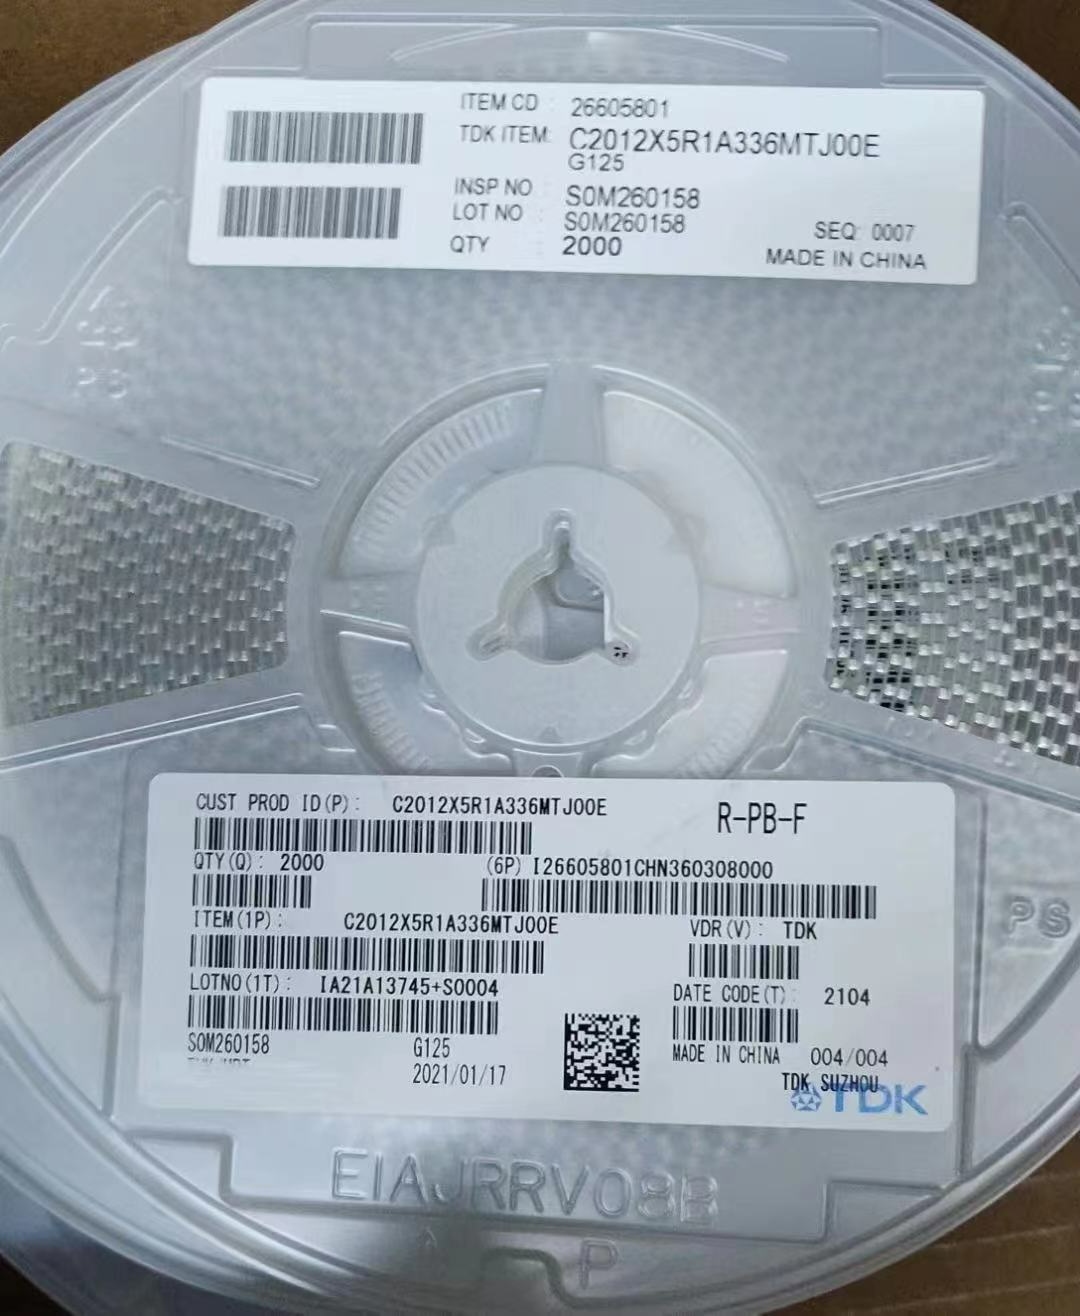 ITEM CD : 26605801
TDK ITEM: C2012X5R1A336MTJ00E
G125
INSP NO : S0M260158
LOT NO : S0M260158
QTY : 2000
SEQ: 0007
MADE IN CHINA
CUST PROD ID(P): C2012X5R1A336MTJ00E
R-PB-F
QTY(Q): 2000
(6P) I26605801CHN360308000
ITEM(1P): C2012X5R1A336MTJ00E
VDR(V): TDK
LOTNO(1T): IA21A13745+S0004
DATE CODE(T): 2104
S0M260158
G125
MADE IN CHINA 004/004
2021/01/17
TDK SUZHOU
TDK
PS
EIAJRRV08B
P